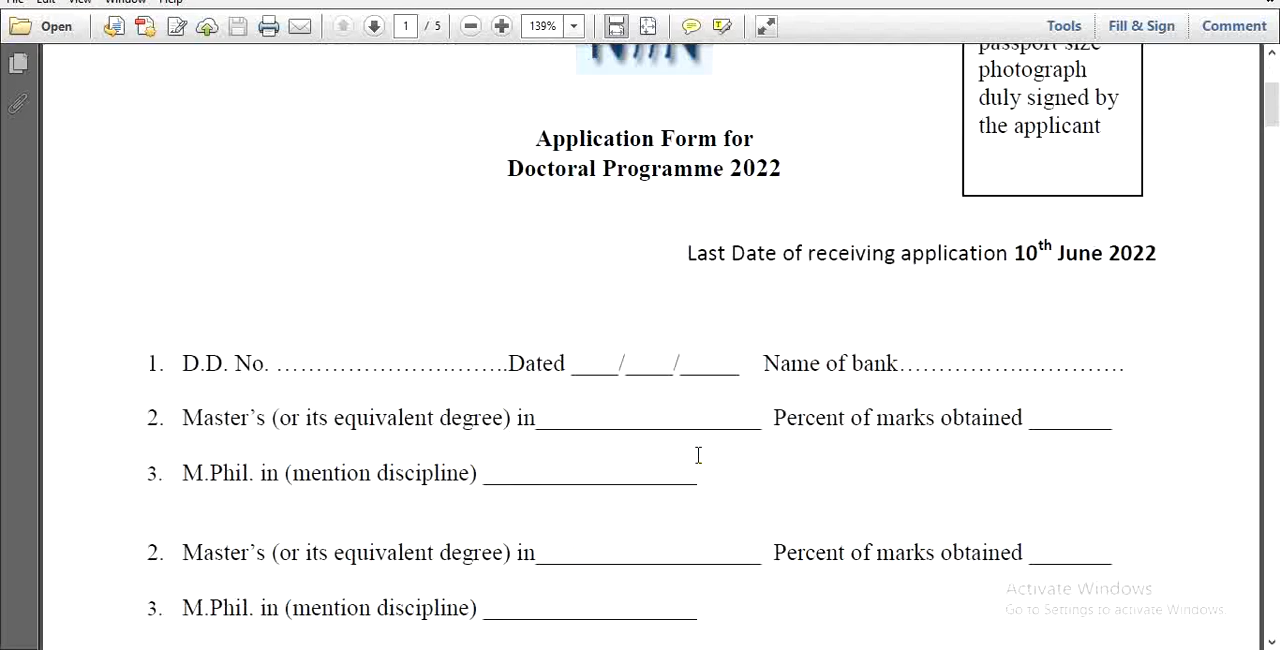 File Edit View Window Help
Open 1 / 5 139% Tools Fill & Sign Comment
passport size
photograph
duly signed by
the applicant
Application Form for
Doctoral Programme 2022
Last Date of receiving application 10th June 2022
1. D.D. No. ……………………………Dated ____/____/_____ Name of bank…………………………
2. Master’s (or its equivalent degree) in___________________ Percent of marks obtained _______
3. M.Phil. in (mention discipline) __________________
2. Master’s (or its equivalent degree) in___________________ Percent of marks obtained _______
3. M.Phil. in (mention discipline) __________________
Activate Windows
Go to Settings to activate Windows.